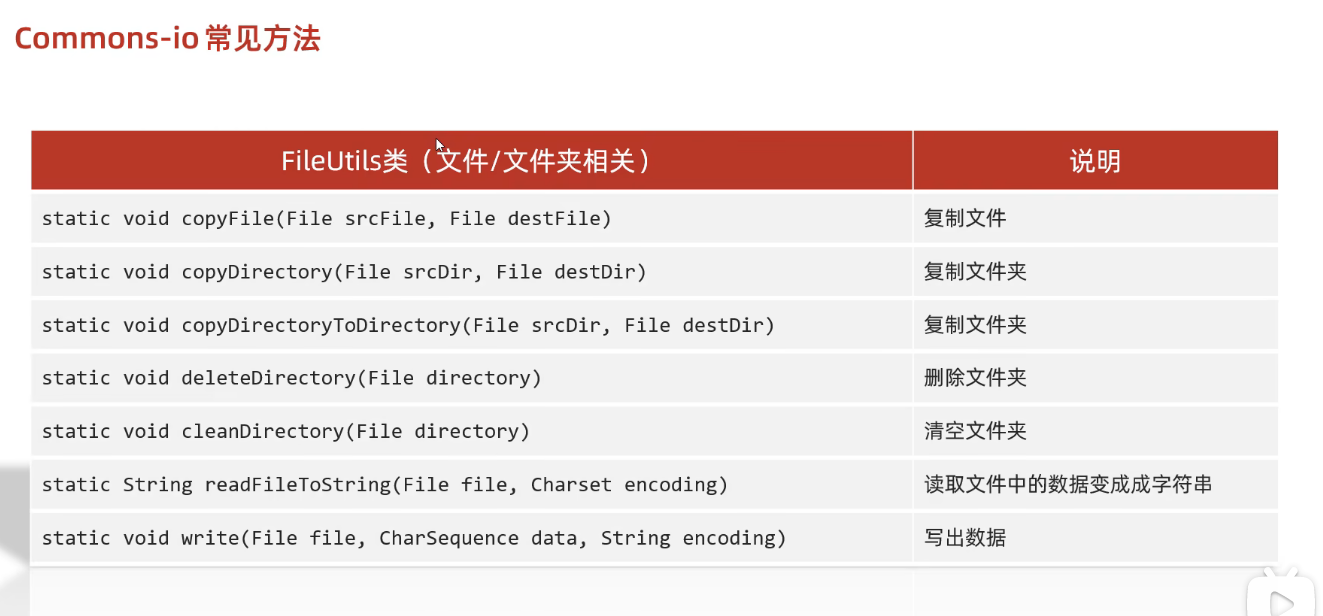 Commons-io常见方法
FileUtils类（文件/文件夹相关） 说明
static void copyFile(File srcFile, File destFile) 复制文件
static void copyDirectory(File srcDir, File destDir) 复制文件夹
static void copyDirectoryToDirectory(File srcDir, File destDir) 复制文件夹
static void deleteDirectory(File directory) 删除文件夹
static void cleanDirectory(File directory) 清空文件夹
static String readFileToString(File file, Charset encoding) 读取文件中的数据变成成字符串
static void write(File file, CharSequence data, String encoding) 写出数据